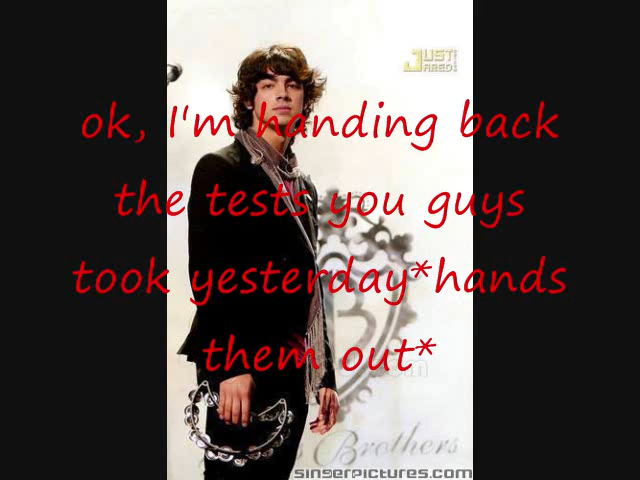 JUST
JARED
ok, I'm handing back
the tests you guys
took yesterday*hands
them out*
Brothers
singerpictures.com